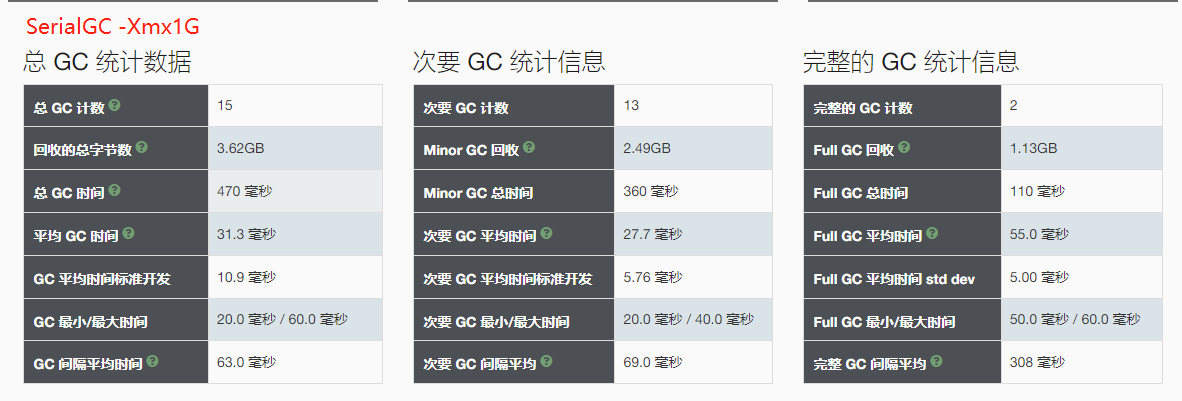 SerialGC -Xmx1G
总 GC 统计数据
总 GC 计数 15
回收的总字节数 3.62GB
总 GC 时间 470 毫秒
平均 GC 时间 31.3 毫秒
GC 平均时间标准开发 10.9 毫秒
GC 最小/最大时间 20.0 毫秒 / 60.0 毫秒
GC 间隔平均时间 63.0 毫秒
次要 GC 统计信息
次要 GC 计数 13
Minor GC 回收 2.49GB
Minor GC 总时间 360 毫秒
次要 GC 平均时间 27.7 毫秒
次要 GC 平均时间标准开发 5.76 毫秒
次要 GC 最小/最大时间 20.0 毫秒 / 40.0 毫秒
次要 GC 间隔平均 69.0 毫秒
完整的 GC 统计信息
完整的 GC 计数 2
Full GC 回收 1.13GB
Full GC 总时间 110 毫秒
Full GC 平均时间 55.0 毫秒
Full GC 平均时间 std dev 5.00 毫秒
Full GC 最小/最大时间 50.0 毫秒 / 60.0 毫秒
完整 GC 间隔平均 308 毫秒